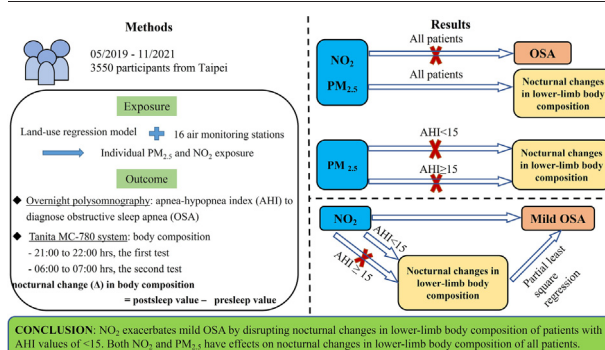 Methods
05/2019 - 11/2021
3550 participants from Taipei
Exposure
Land-use regression model
16 air monitoring stations
Individual PM2.5 and NO2 exposure
Outcome
◆ Overnight polysomnography: apnea-hypopnea index (AHI) to
diagnose obstructive sleep apnea (OSA)
◆ Tanita MC-780 system: body composition
- 21:00 to 22:00 hrs, the first test
- 06:00 to 07:00 hrs, the second test
nocturnal change (Δ) in body composition
= postsleep value − presleep value
Results
NO2
PM2.5
All patients
OSA
All patients
Nocturnal changes
in lower-limb body
composition
PM 2.5
AHI<15
AHI≥15
Nocturnal changes
in lower-limb body
composition
NO2
Mild OSA
AHI<15
AHI ≥ 15
Nocturnal changes in
lower-limb body
composition
Partial least
square
regression
CONCLUSION: NO2 exacerbates mild OSA by disrupting nocturnal changes in lower-limb body composition of patients with
AHI values of <15. Both NO2 and PM2.5 have effects on nocturnal changes in lower-limb body composition of all patients.